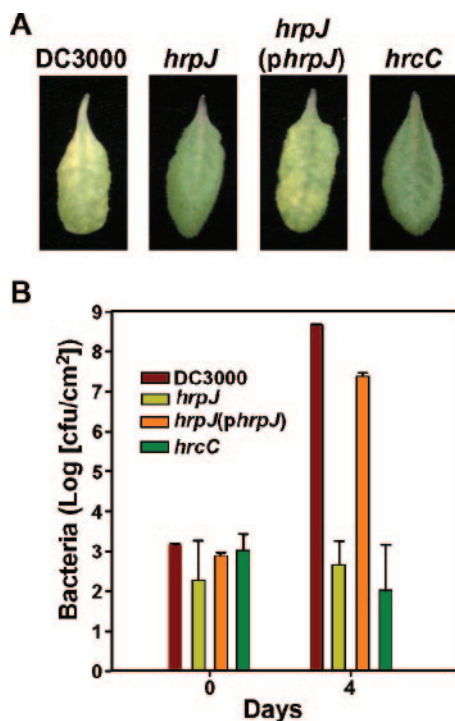 A
DC3000
hrpJ
hrpJ
(phrpJ)
hrcC
B
Bacteria (Log [cfu/cm²])
9
8
7
6
5
4
3
2
1
0
DC3000
hrpJ
hrpJ(phrpJ)
hrcC
0
4
Days